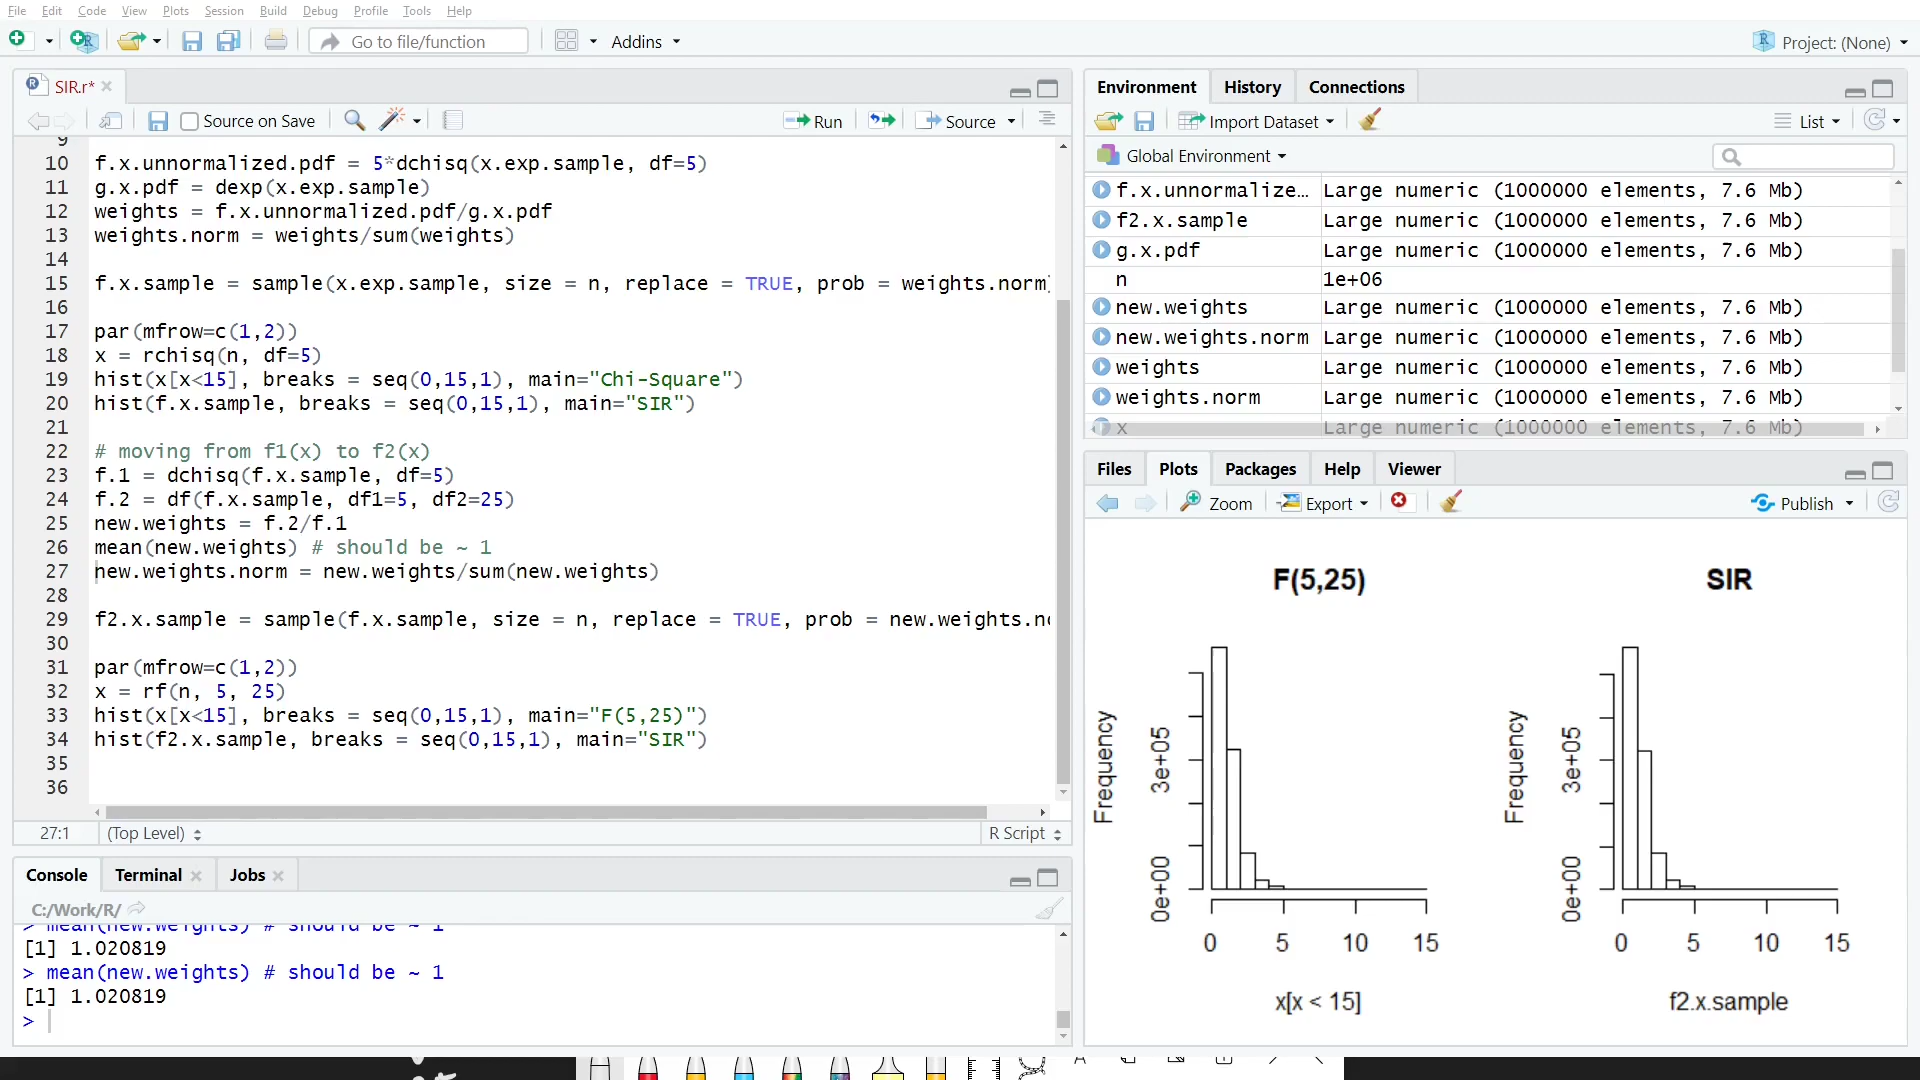 File Edit Code View Plots Session Build Debug Profile Tools Help
Go to file/function
Addins
Project: (None)
SIR.r*
Source on Save
Run
Source
9
10 f.x.unnormalized.pdf = 5*dchisq(x.exp.sample, df=5)
11 g.x.pdf = dexp(x.exp.sample)
12 weights = f.x.unnormalized.pdf/g.x.pdf
13 weights.norm = weights/sum(weights)
14
15 f.x.sample = sample(x.exp.sample, size = n, replace = TRUE, prob = weights.norm)
16
17 par(mfrow=c(1,2))
18 x = rchisq(n, df=5)
19 hist(x[x<15], breaks = seq(0,15,1), main="Chi-Square")
20 hist(f.x.sample, breaks = seq(0,15,1), main="SIR")
21
22 # moving from f1(x) to f2(x)
23 f.1 = dchisq(f.x.sample, df=5)
24 f.2 = df(f.x.sample, df1=5, df2=25)
25 new.weights = f.2/f.1
26 mean(new.weights) # should be ~ 1
27 new.weights.norm = new.weights/sum(new.weights)
28
29 f2.x.sample = sample(f.x.sample, size = n, replace = TRUE, prob = new.weights.no
30
31 par(mfrow=c(1,2))
32 x = rf(n, 5, 25)
33 hist(x[x<15], breaks = seq(0,15,1), main="F(5,25)")
34 hist(f2.x.sample, breaks = seq(0,15,1), main="SIR")
35
36
27:1 (Top Level) R Script
Console Terminal Jobs
C:/Work/R/
> mean(new.weights) # should be ~ 1
[1] 1.020819
> mean(new.weights) # should be ~ 1
[1] 1.020819
>
Environment History Connections
Import Dataset
List
Global Environment
f.x.unnormalize… Large numeric (1000000 elements, 7.6 Mb)
f2.x.sample Large numeric (1000000 elements, 7.6 Mb)
g.x.pdf Large numeric (1000000 elements, 7.6 Mb)
n 1e+06
new.weights Large numeric (1000000 elements, 7.6 Mb)
new.weights.norm Large numeric (1000000 elements, 7.6 Mb)
weights Large numeric (1000000 elements, 7.6 Mb)
weights.norm Large numeric (1000000 elements, 7.6 Mb)
x Large numeric (1000000 elements, 7.6 Mb)
Files Plots Packages Help Viewer
Zoom Export Publish
F(5,25)
Frequency
0e+00 3e+05
0 5 10 15
x[x < 15]
SIR
Frequency
0e+00 3e+05
0 5 10 15
f2.x.sample